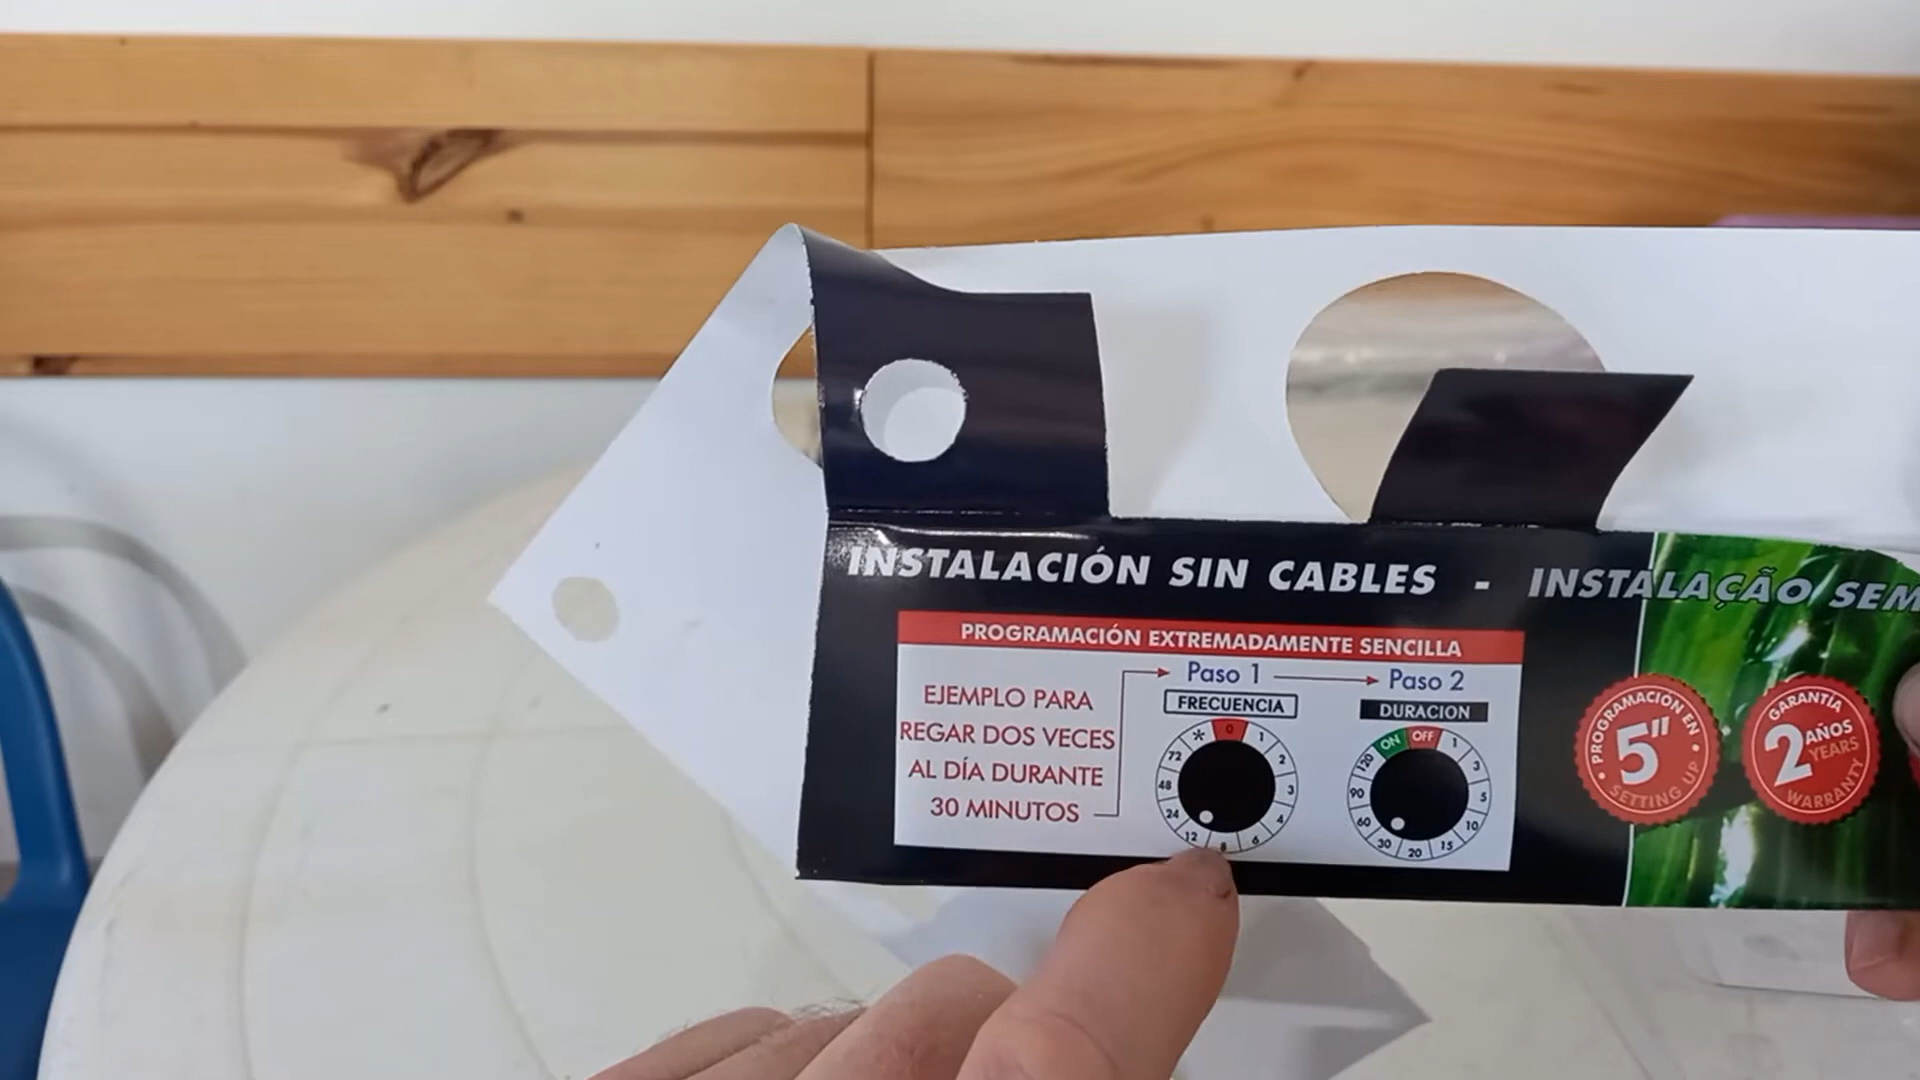 INSTALACIÓN SIN CABLES - INSTALAÇÃO SEM
PROGRAMACIÓN EXTREMADAMENTE SENCILLA
EJEMPLO PARA
REGAR DOS VECES
AL DÍA DURANTE
30 MINUTOS
Paso 1
FRECUENCIA
0
1
2
3
4
6
8
12
24
48
72
*
Paso 2
DURACION
ON
OFF
1
3
5
10
15
20
30
60
90
120
PROGRAMACIÓN EN
5"
SETTING UP
GARANTÍA
2 AÑOS
YEARS
WARRANTY